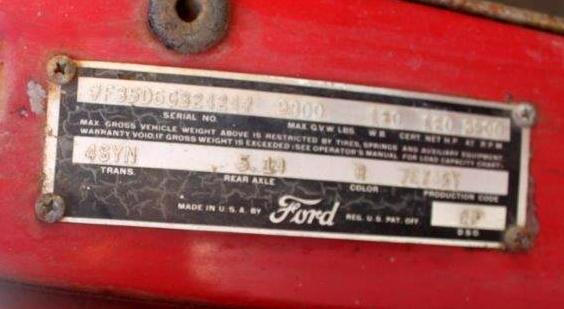 SERIAL NO. MAX. G.V.W. LBS. W.B. CERT. NET H.P. AT R.P.M.
MAX. GROSS VEHICLE WEIGHT ABOVE IS RESTRICTED BY TIRES, SPRINGS AND AUXILIARY EQUIPMENT.
WARRANTY VOID, IF GROSS WEIGHT IS EXCEEDED (SEE OPERATOR'S MANUAL FOR LOAD CAPACITY CHART)
4SYN 5.14
TRANS. REAR AXLE COLOR PRODUCTION CODE
MADE IN U.S.A. BY Ford REG. U.S. PAT. OFF.
DSO